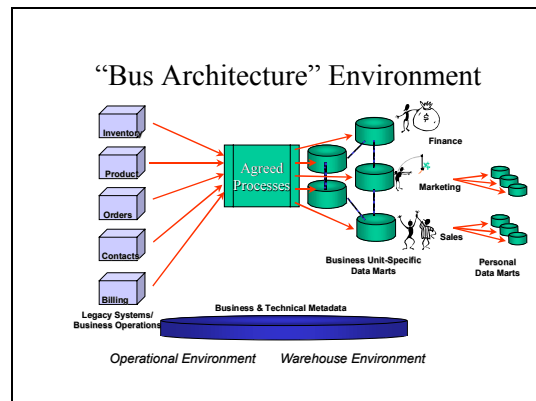 “Bus Architecture” Environment
Inventory
Product
Orders
Contacts
Billing
Legacy Systems/
Business Operations
Agreed
Processes
$
Finance
Marketing
Sales
Business Unit-Specific
Data Marts
Personal
Data Marts
Business & Technical Metadata
Operational Environment
Warehouse Environment